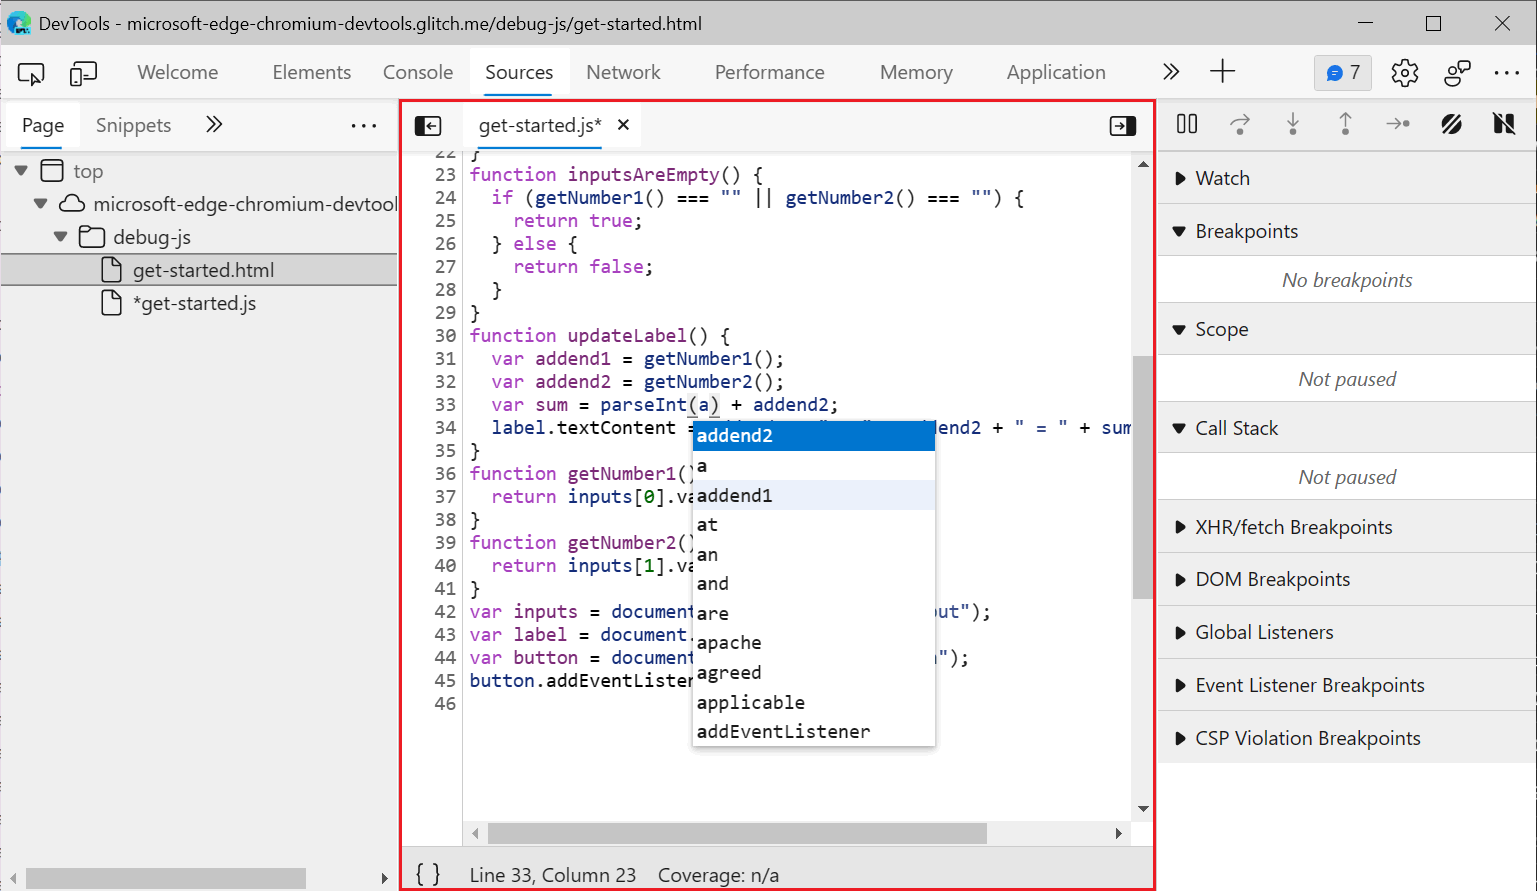 DevTools - microsoft-edge-chromium-devtools.glitch.me/debug-js/get-started.html
Welcome Elements Console Sources Network Performance Memory Application 7
Page Snippets
top
microsoft-edge-chromium-devtool
debug-js
get-started.html
*get-started.js
get-started.js*
22 }
23 function inputsAreEmpty() {
24 if (getNumber1() === "" || getNumber2() === "") {
25 return true;
26 } else {
27 return false;
28 }
29 }
30 function updateLabel() {
31 var addend1 = getNumber1();
32 var addend2 = getNumber2();
33 var sum = parseInt(a) + addend2;
34 label.textContent = dend2 + " = " + sum
35 }
36 function getNumber1()
37 return inputs[0].va
38 }
39 function getNumber2()
40 return inputs[1].va
41 }
42 var inputs = document ut");
43 var label = document.
44 var button = document ");
45 button.addEventListen
46
addend2
a
addend1
at
an
and
are
apache
agreed
applicable
addEventListener
{ } Line 33, Column 23 Coverage: n/a
Watch
Breakpoints
No breakpoints
Scope
Not paused
Call Stack
Not paused
XHR/fetch Breakpoints
DOM Breakpoints
Global Listeners
Event Listener Breakpoints
CSP Violation Breakpoints